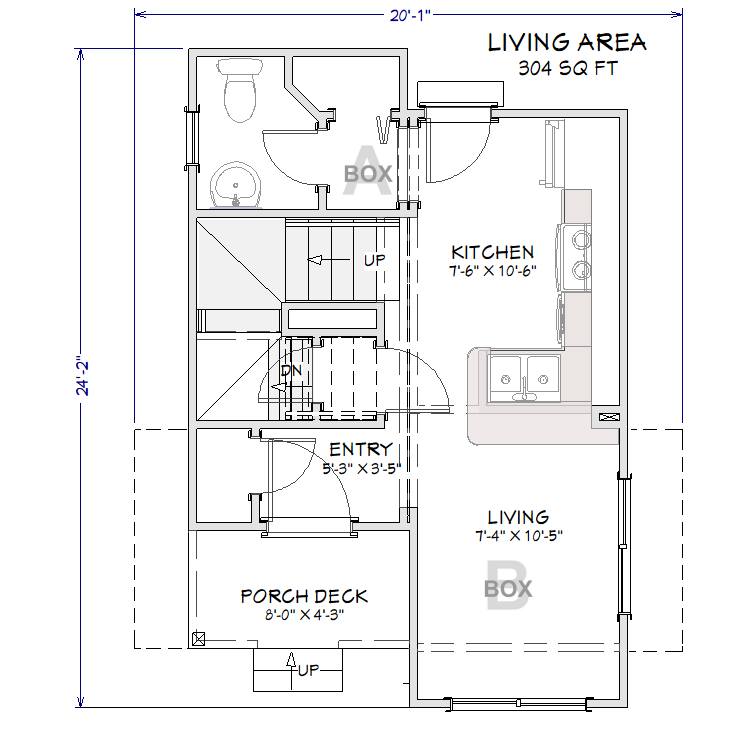 20'-1"
LIVING AREA
304 SQ FT
A
BOX
KITCHEN
7'-6" X 10'-6"
UP
24'-2"
DN
ENTRY
5'-3" X 3'-5"
LIVING
7'-4" X 10'-5"
B
BOX
PORCH DECK
8'-0" X 4'-3"
UP